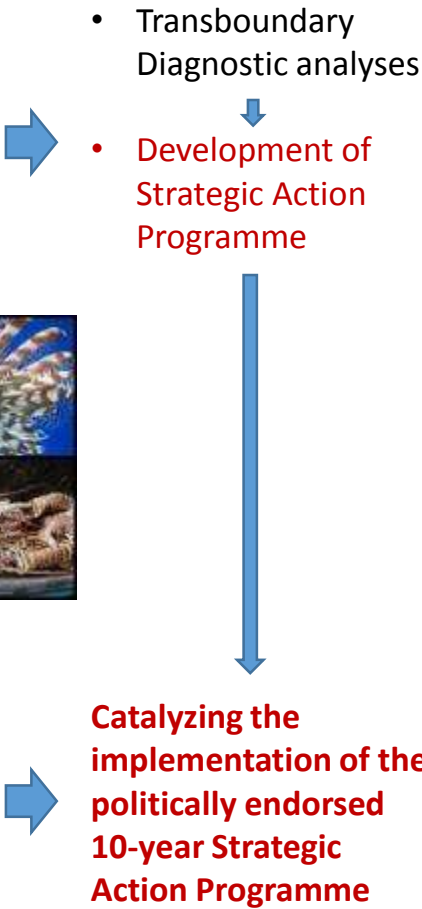 • Transboundary
Diagnostic analyses
• Development of
Strategic Action
Programme
Catalyzing the
implementation of the
politically endorsed
10-year Strategic
Action Programme